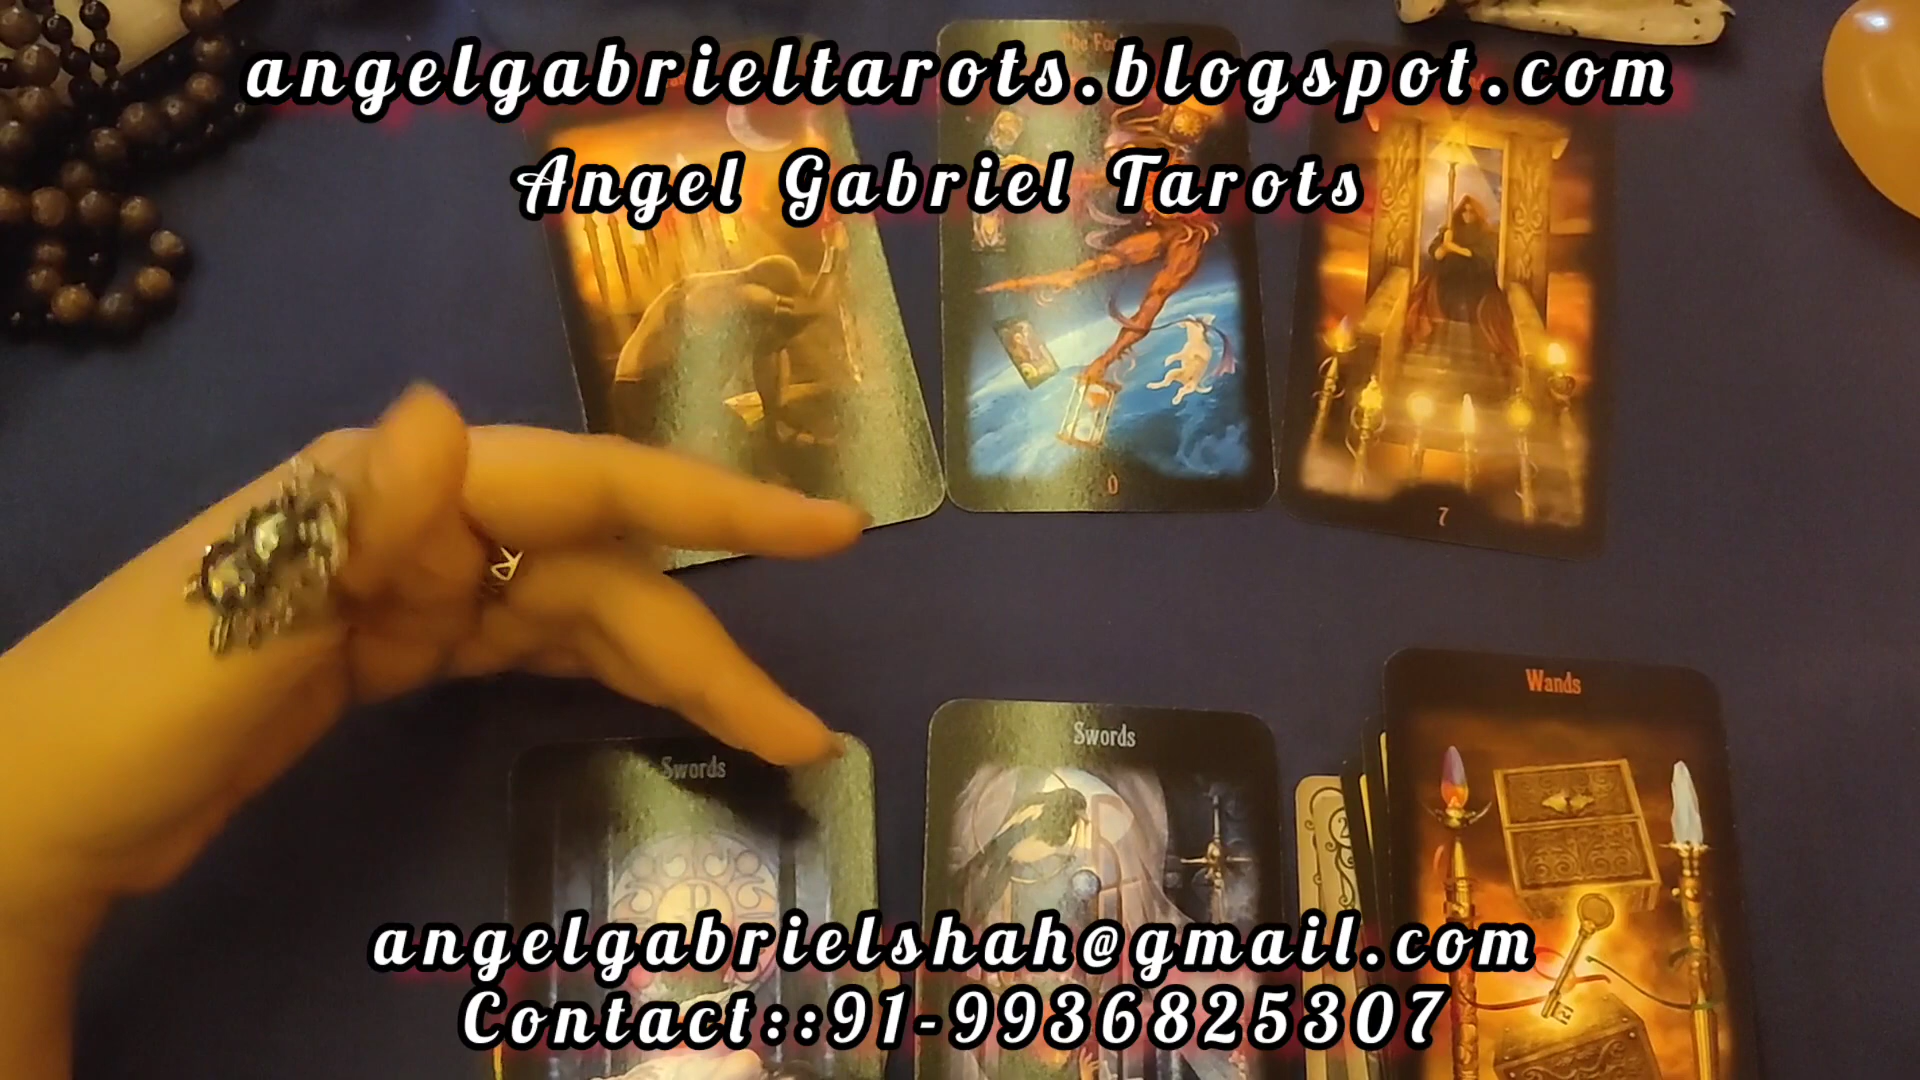 angelgabrieltarots.blogspot.com
Angel Gabriel Tarots
0
7
Wands
Swords
Swords
angelgabrielshah@gmail.com
Contact::91-9936825307